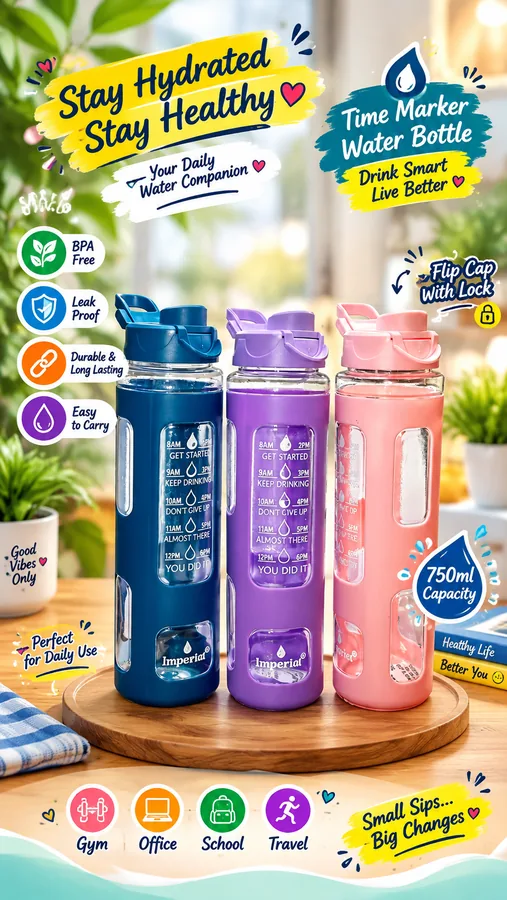 Stay Hydrated
Stay Healthy
Your Daily
Water Companion
Time Marker
Water Bottle
Drink Smart
Live Better
BPA
Free
Leak
Proof
Durable &
Long Lasting
Easy
to Carry
Flip Cap
With Lock
8AM
GET STARTED
9AM 3PM
KEEP DRINKING
10AM 4PM
DON'T GIVE UP
11AM 5PM
ALMOST THERE
12PM 6PM
YOU DID IT
Imperial
8AM 2PM
GET STARTED
9AM 3PM
KEEP DRINKING
10AM 4PM
DON'T GIVE UP
11AM 5PM
ALMOST THERE
12PM 6PM
YOU DID IT
Imperial
750ml
Capacity
Good
Vibes
Only
Perfect
for Daily Use
Healthy Life
Better You
Gym
Office
School
Travel
Small Sips...
Big Changes